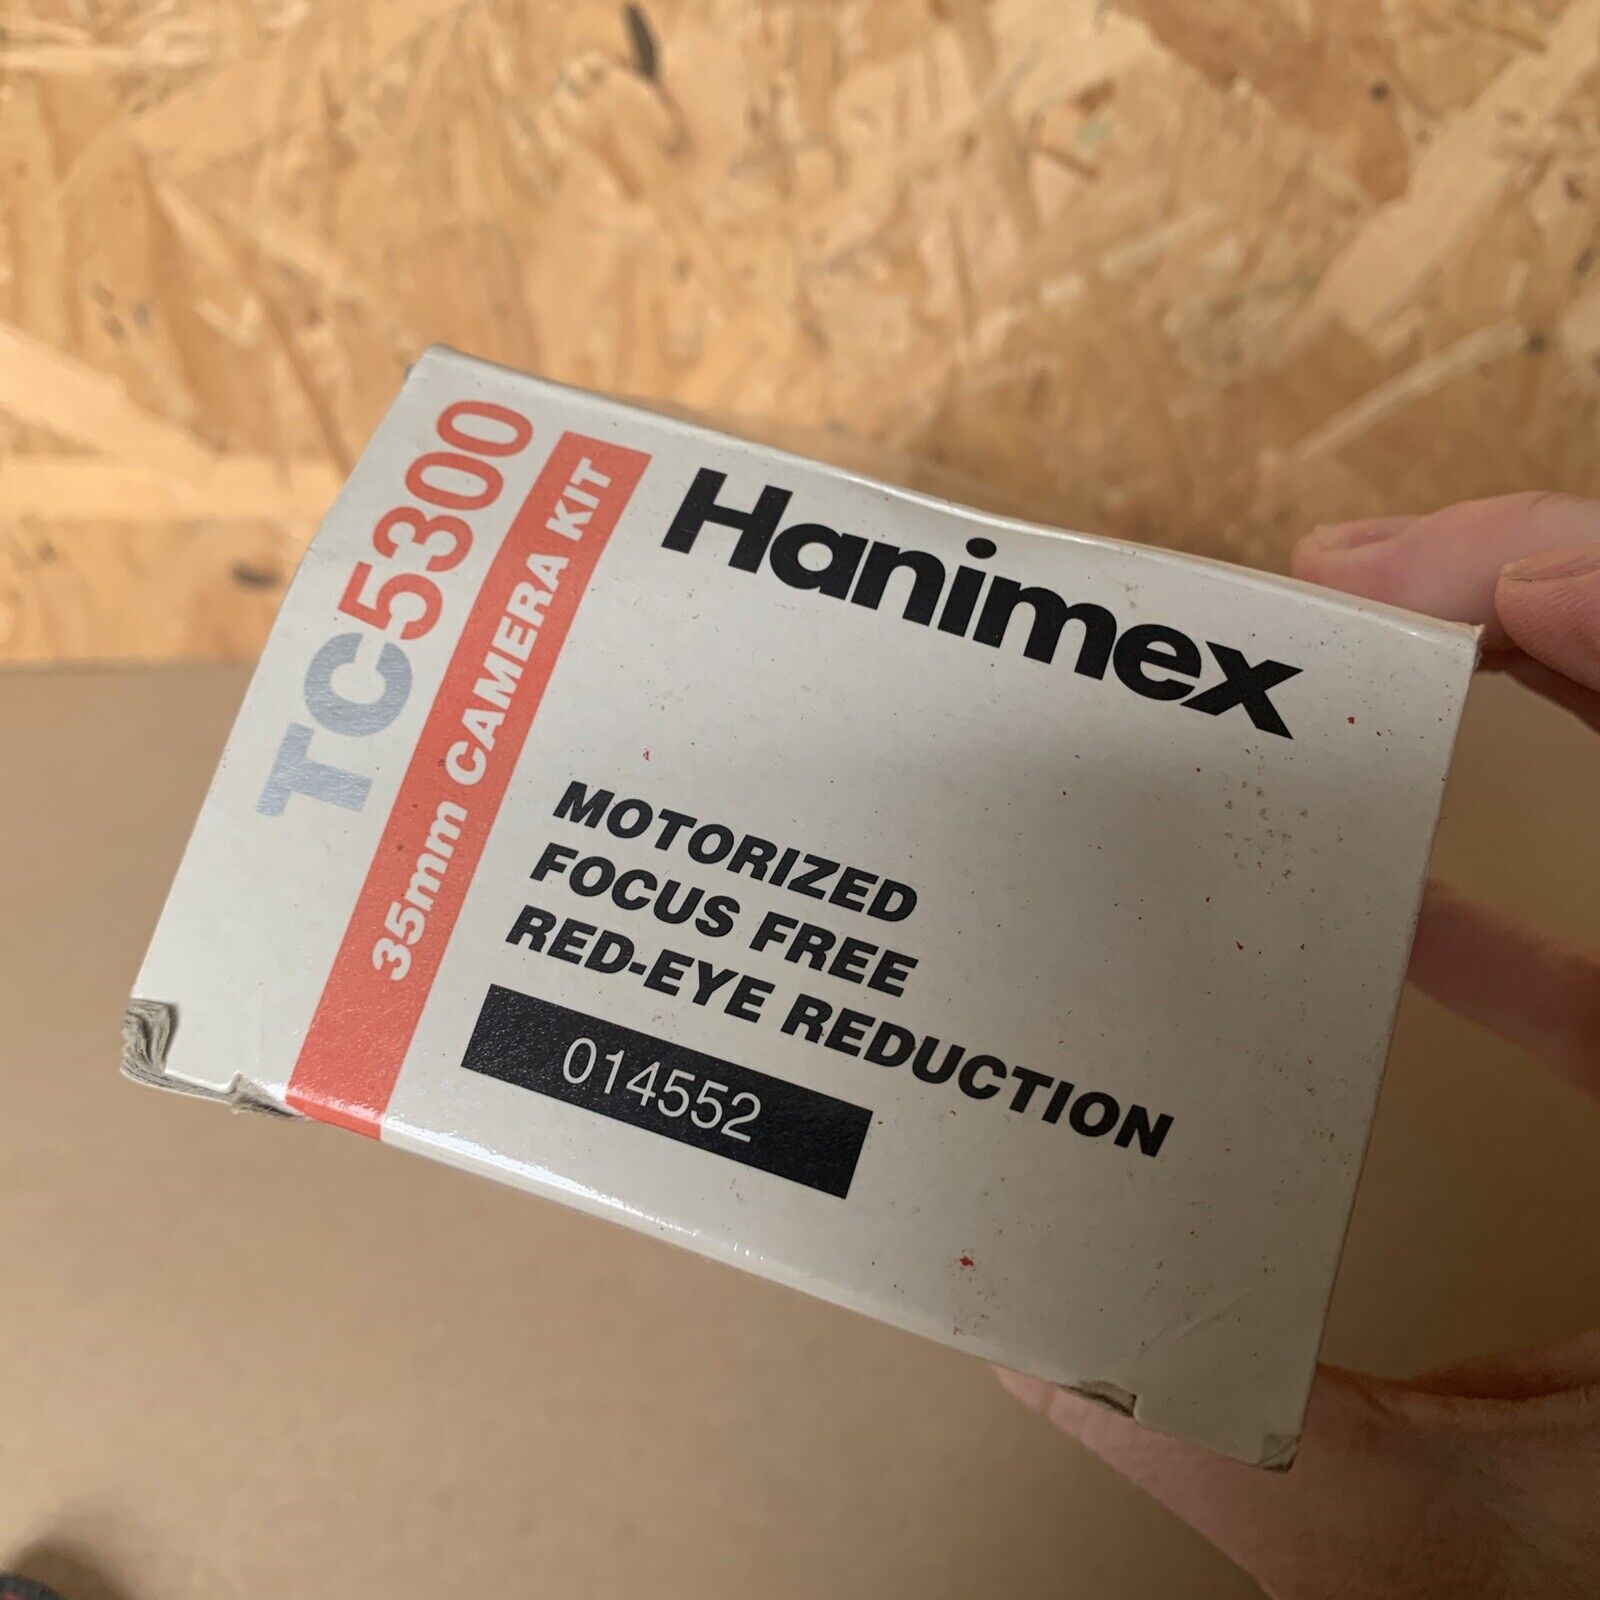 TC5300
35mm CAMERA KIT
Hanimex
MOTORIZED
FOCUS FREE
RED-EYE REDUCTION
014552